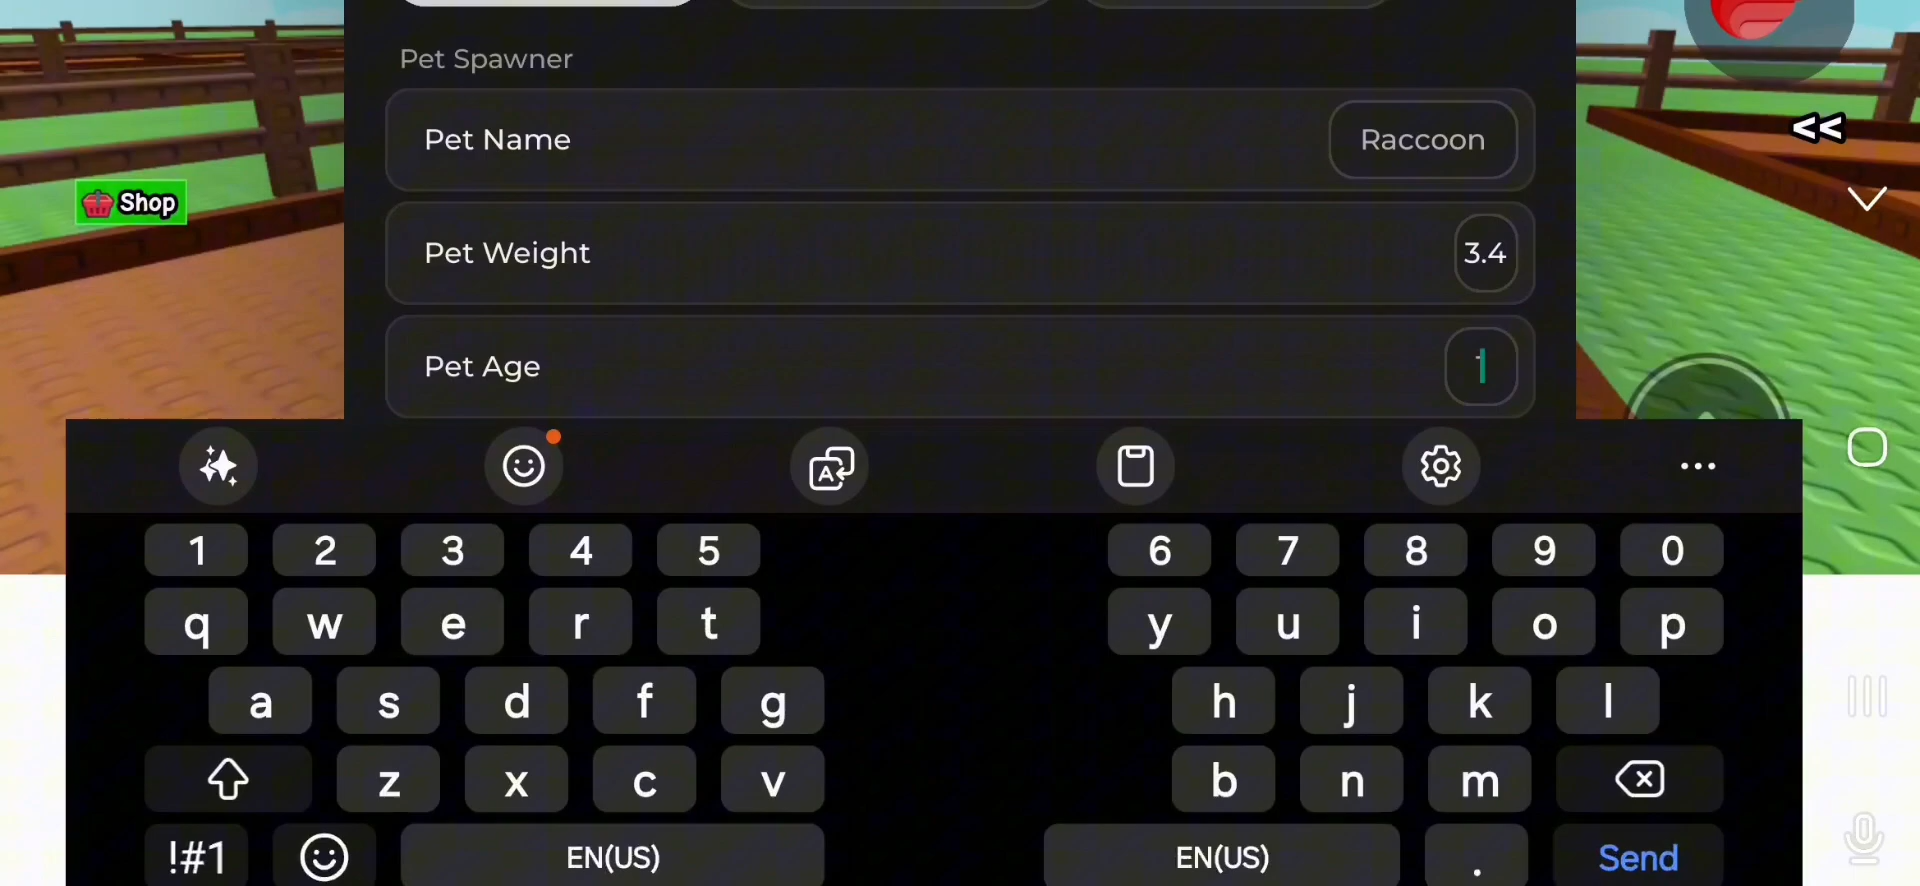 Pet Spawner
Pet Name Raccoon
<<
Shop
Pet Weight 3.4
Pet Age 1
1 2 3 4 5 6 7 8 9 0
q w e r t y u i o p
a s d f g h j k l
z x c v b n m
!#1 EN(US) EN(US) . Send